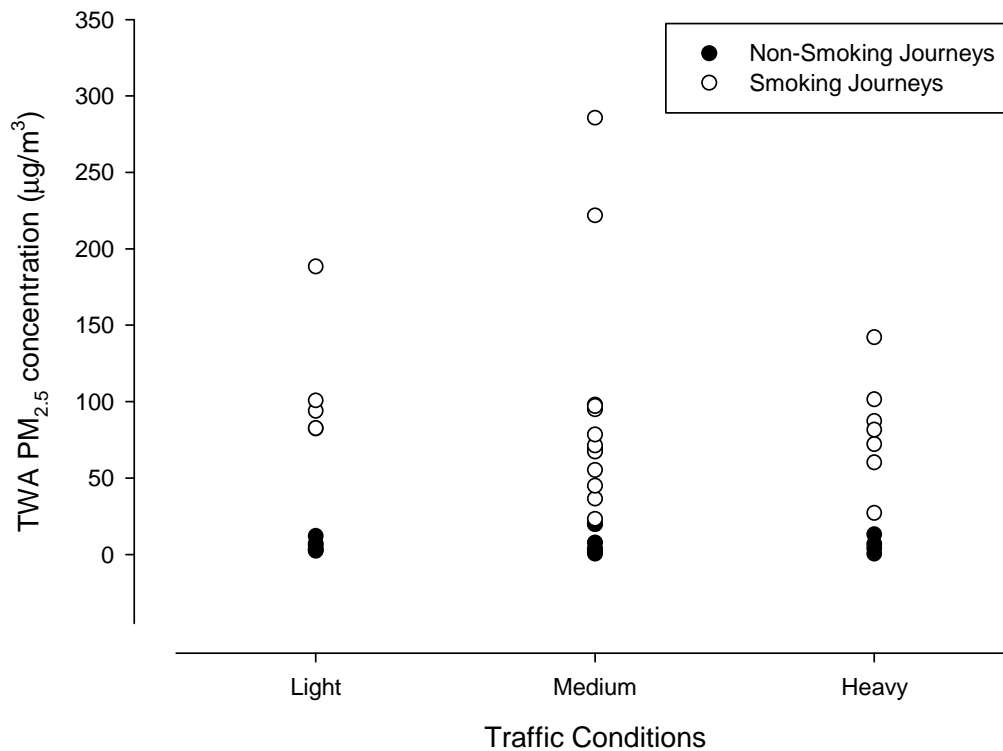 350
300
250
200
150
100
50
0
TWA PM2.5 concentration (μg/m3)
Non-Smoking Journeys
Smoking Journeys
Light Medium Heavy
Traffic Conditions